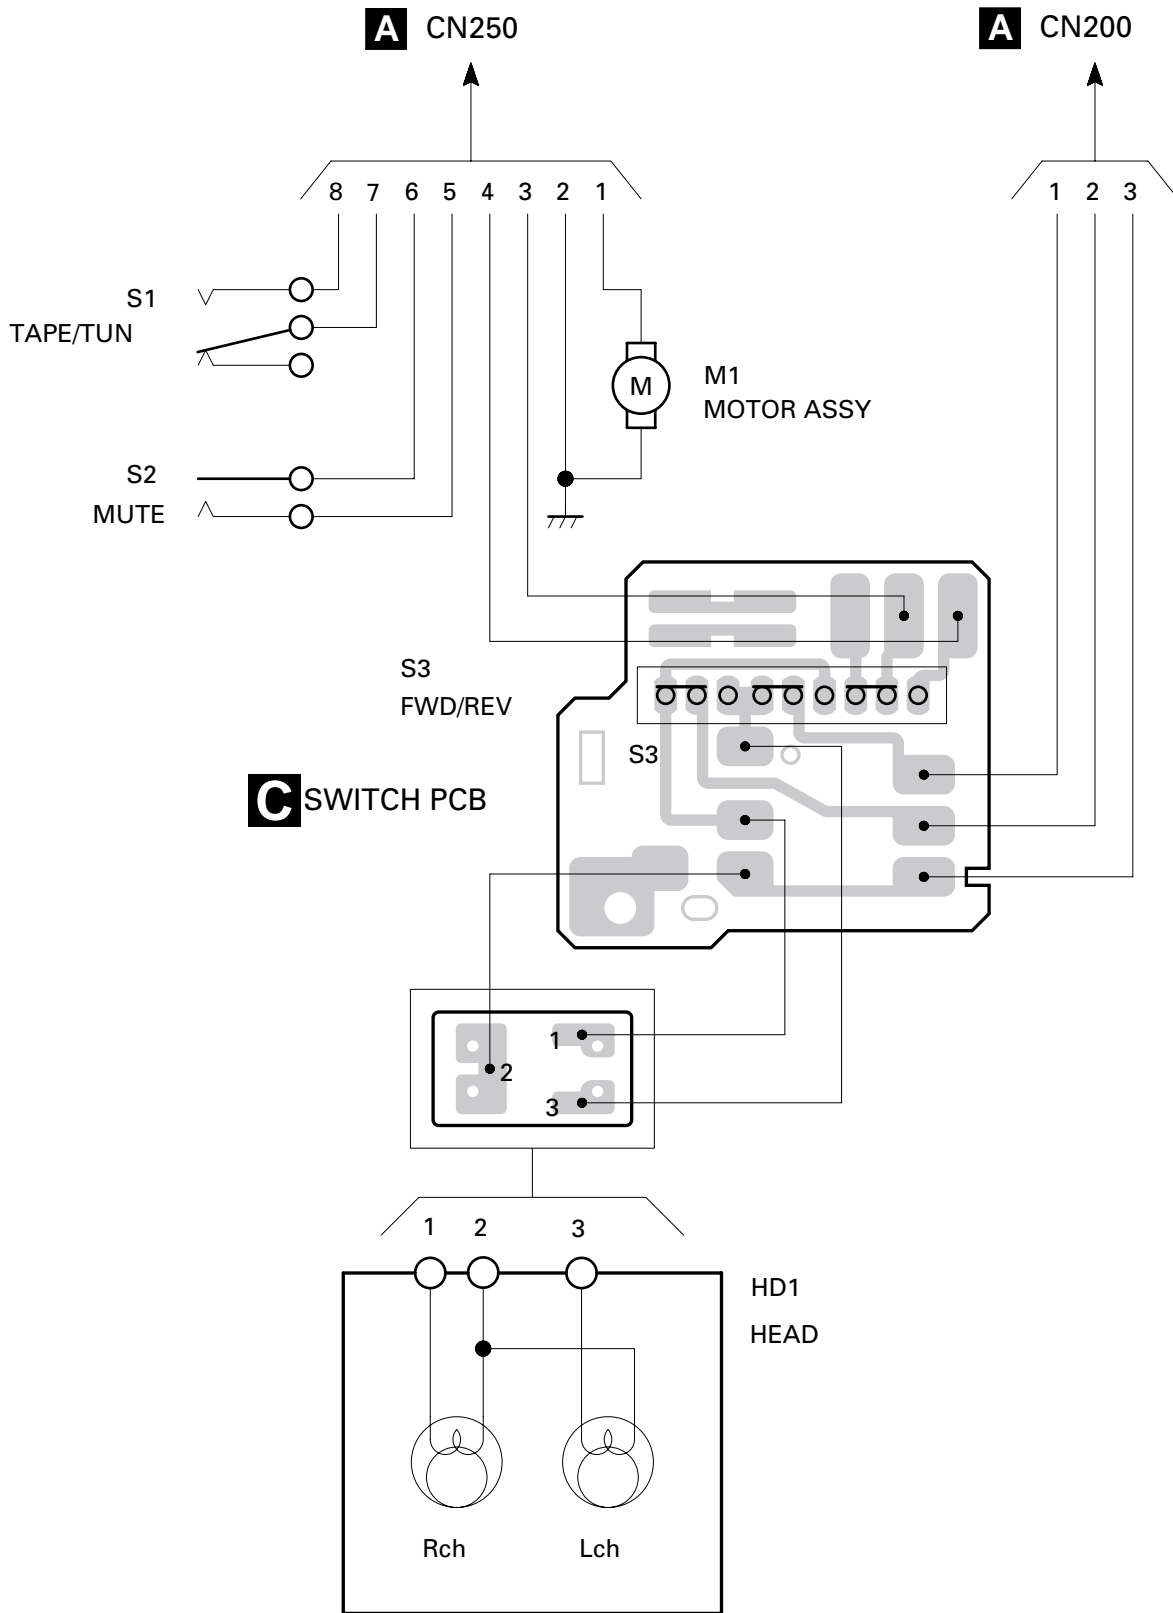 A CN250
A CN200
8 7 6 5 4 3 2 1
1 2 3
S1
TAPE/TUN
M
M1
MOTOR ASSY
S2
MUTE
S3
FWD/REV
S3
C SWITCH PCB
1
2
3
1 2 3
HD1
HEAD
Rch Lch